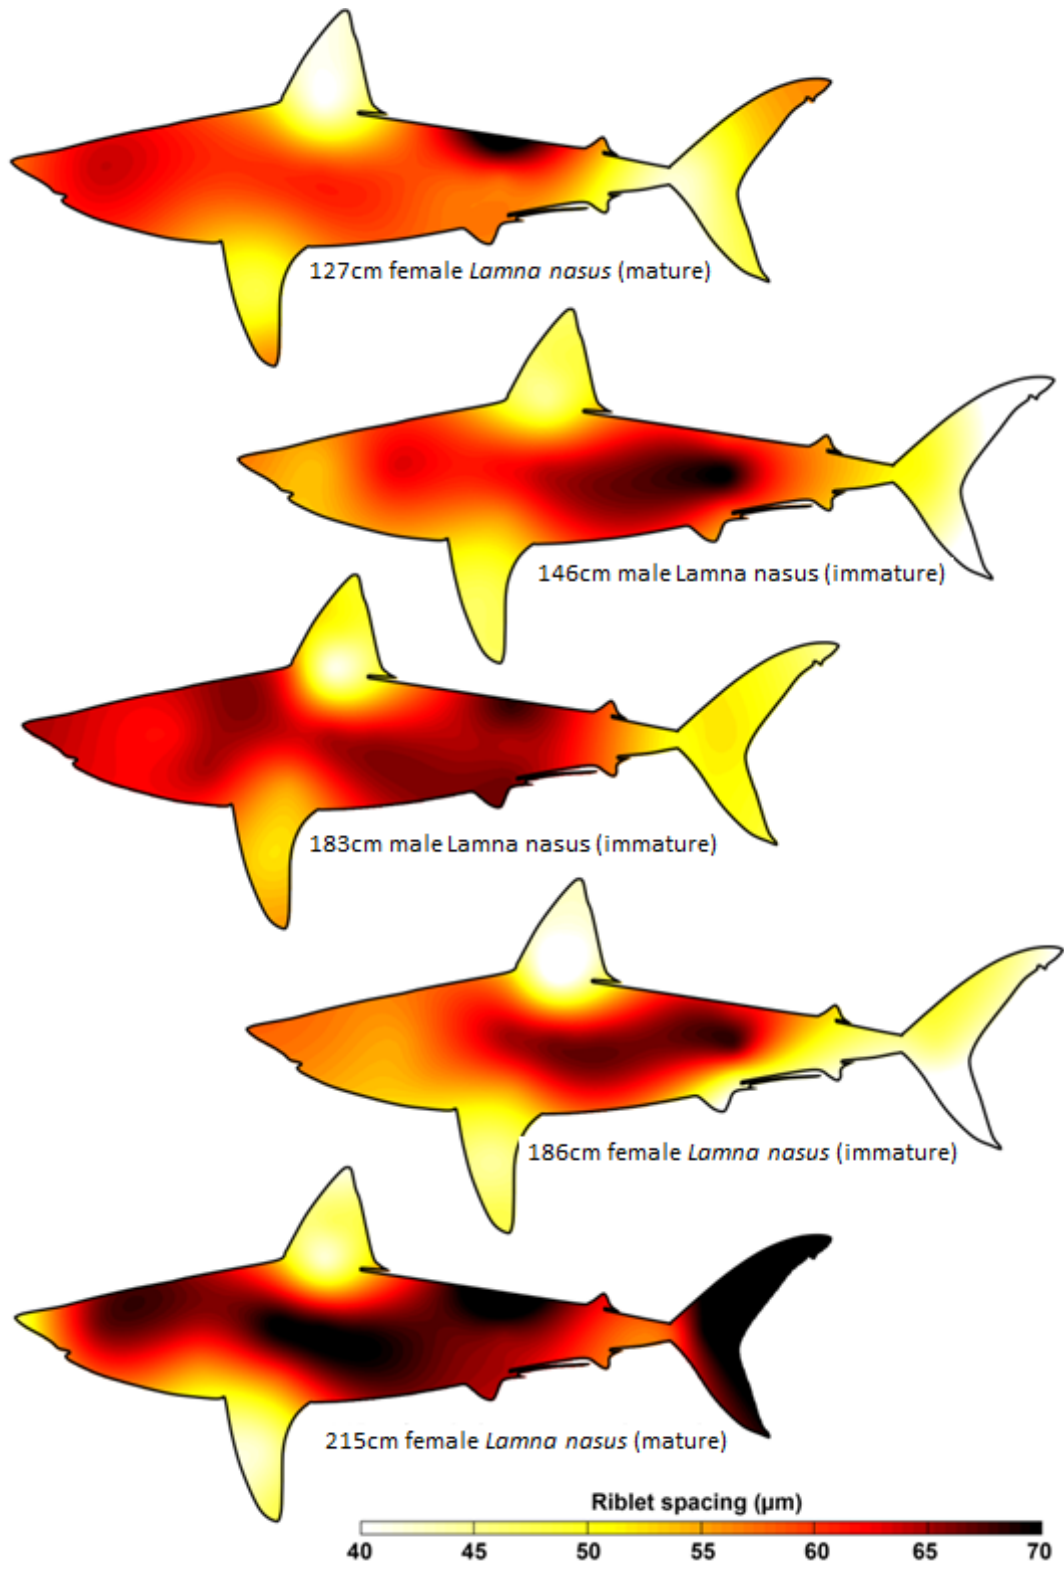 127cm female Lamna nasus (mature)
146cm male Lamna nasus (immature)
183cm male Lamna nasus (immature)
186cm female Lamna nasus (immature)
215cm female Lamna nasus (mature)
Riblet spacing (µm)
40 45 50 55 60 65 70